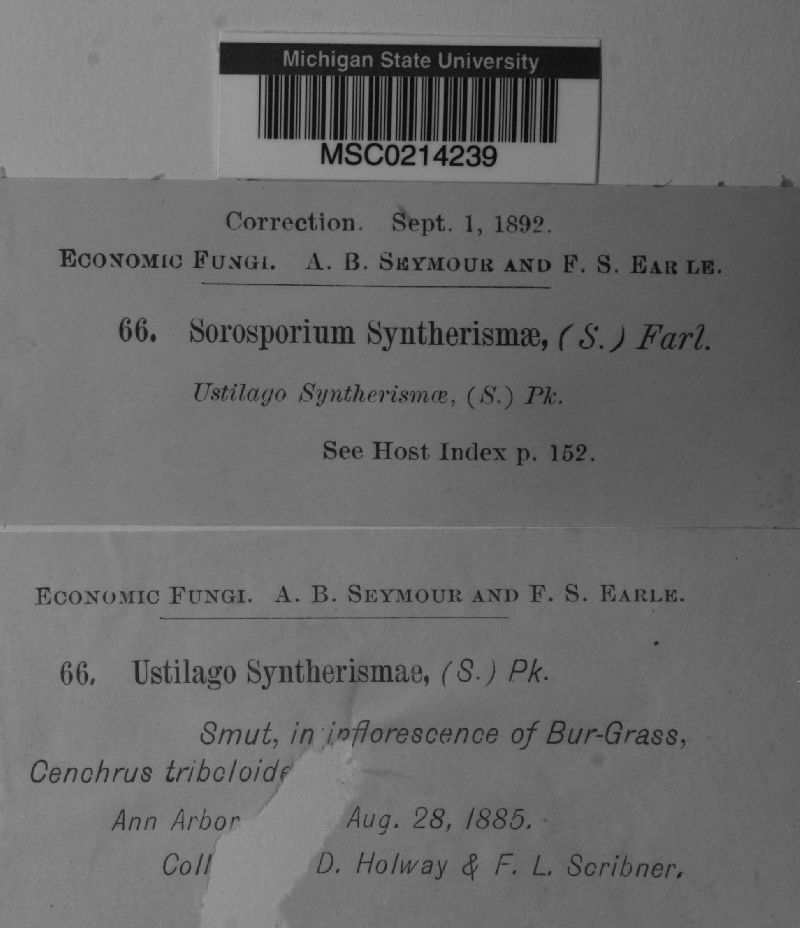 Michigan State University
MSC0214239
Correction. Sept. 1, 1892.
ECONOMIC FUNGI. A. B. SEYMOUR AND F. S. EARLE.
66. Sorosporium Syntherismæ, (S.) Farl.
Ustilago Syntherismæ, (S.) Pk.
See Host Index p. 152.
ECONOMIC FUNGI. A. B. SEYMOUR AND F. S. EARLE.
66. Ustilago Syntherismae, (S.) Pk.
Smut, in inflorescence of Bur-Grass,
Cenchrus tribuloide
Ann Arbor Aug. 28, 1885.
Coll D. Holway & F. L. Scribner.